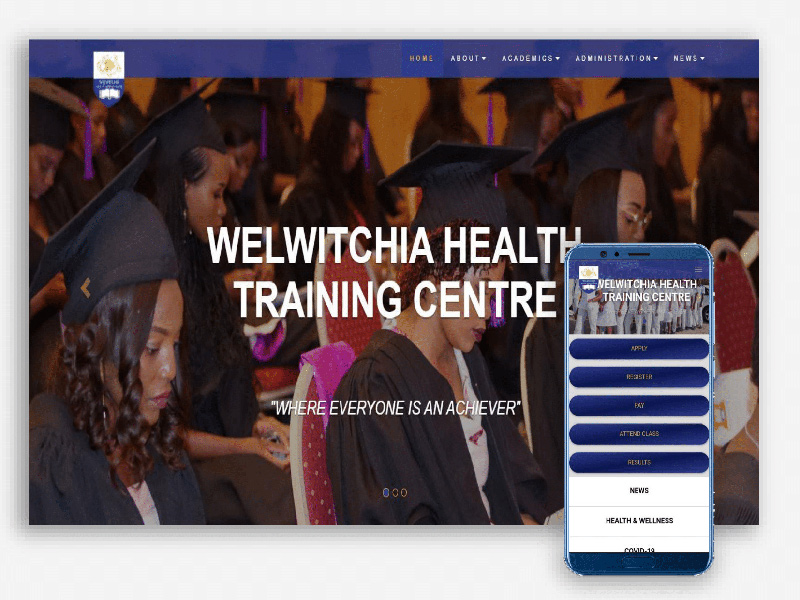 HOME ABOUT ACADEMICS ADMINISTRATION NEWS
WELWITCHIA HEALTH
TRAINING CENTRE
"WHERE EVERYONE IS AN ACHIEVER"
WELWITCHIA HEALTH
TRAINING CENTRE
APPLY
REGISTER
PAY
ATTEND CLASS
RESULTS
NEWS
HEALTH & WELLNESS
COVID-19